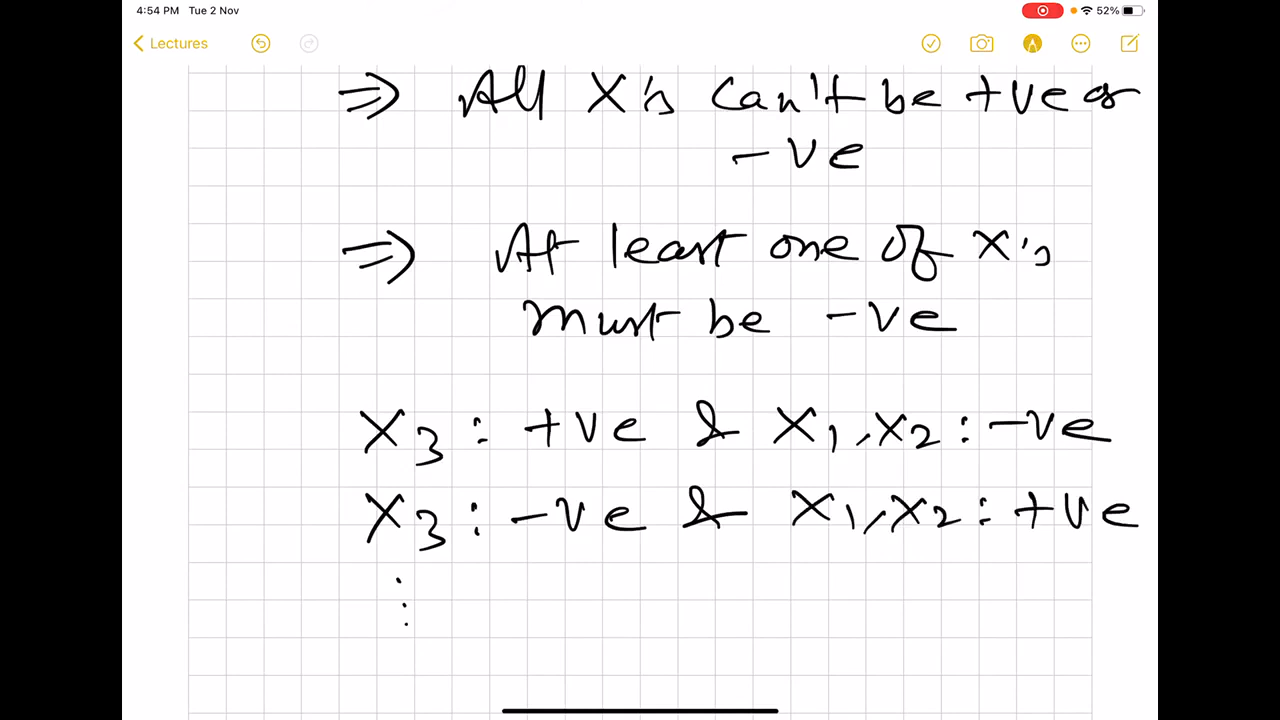 4:54 PM Tue 2 Nov 52%
Lectures
⇒ All X's can't be +ve or
-ve
⇒ At least one of X's
must be -ve
X3 : +ve & X1, X2 : -ve
X3 : -ve & X1, X2 : +ve
⋮